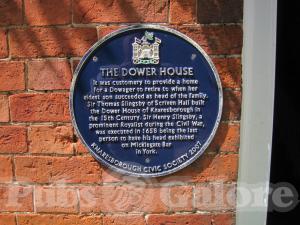 THE DOWER HOUSE
It was customary to provide a home
for a Dowager to retire to when her
eldest son succeeded as head of the family.
Sir Thomas Slingsby of Scriven Hall built
the Dower House of Knaresborough in
the 15th Century. Sir Henry Slingsby, a
prominent Royalist during the Civil War,
was executed in 1658 being the last
person to have his head exhibited
on Micklegate Bar
in York.
KNARESBOROUGH CIVIC SOCIETY 2007
Pubs Galore